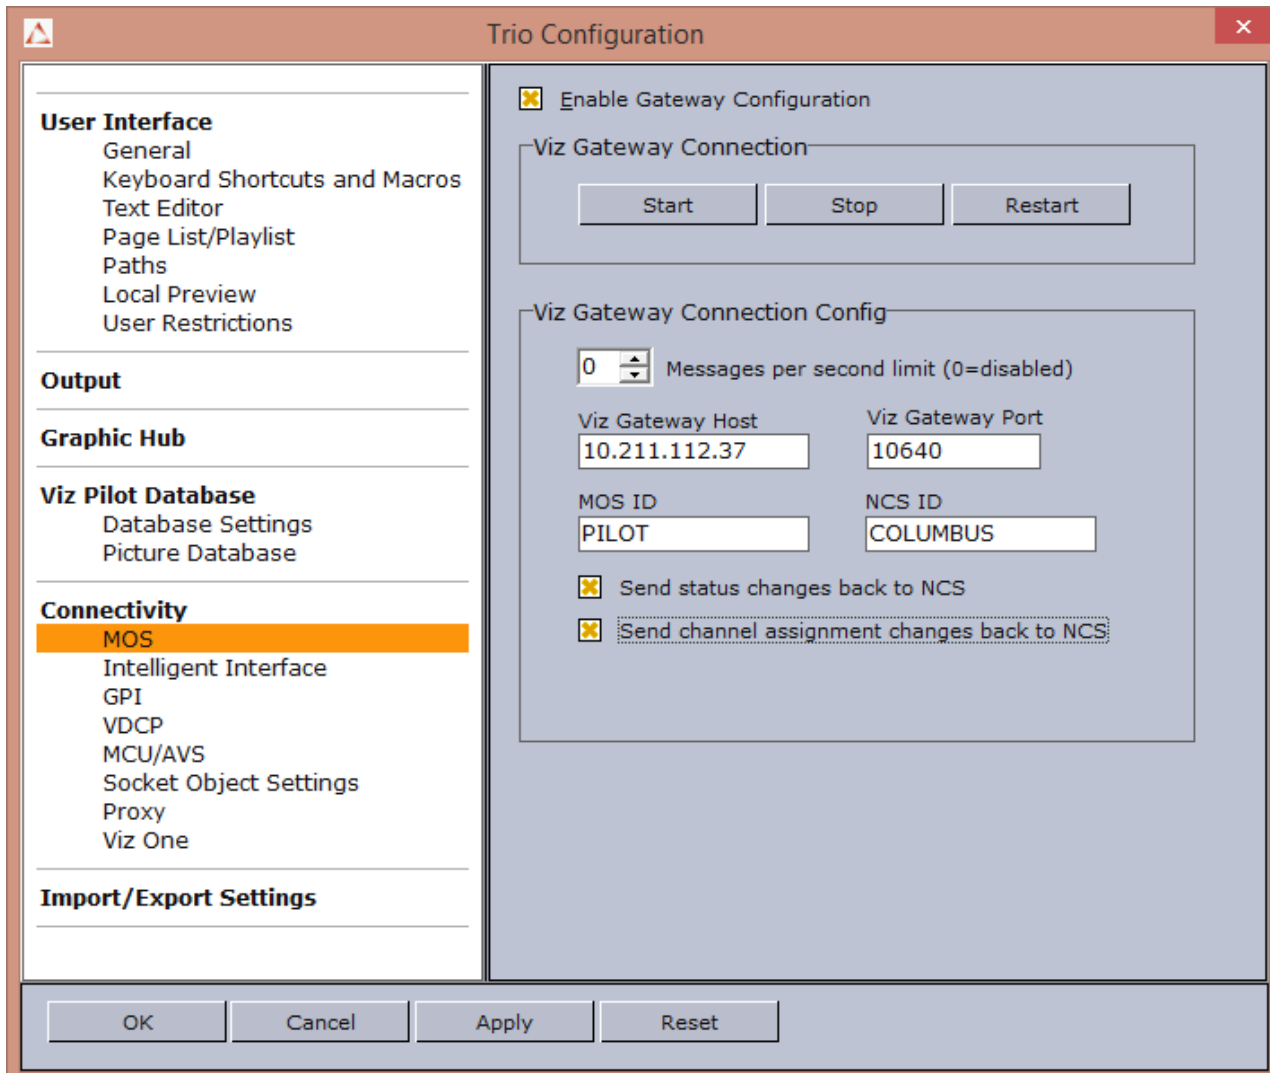 Trio Configuration
User Interface
General
Keyboard Shortcuts and Macros
Text Editor
Page List/Playlist
Paths
Local Preview
User Restrictions
Output
Graphic Hub
Viz Pilot Database
Database Settings
Picture Database
Connectivity
MOS
Intelligent Interface
GPI
VDCP
MCU/AVS
Socket Object Settings
Proxy
Viz One
Import/Export Settings
Enable Gateway Configuration
Viz Gateway Connection
Start Stop Restart
Viz Gateway Connection Config
0 Messages per second limit (0=disabled)
Viz Gateway Host Viz Gateway Port
10.211.112.37 10640
MOS ID NCS ID
PILOT COLUMBUS
Send status changes back to NCS
Send channel assignment changes back to NCS
OK Cancel Apply Reset